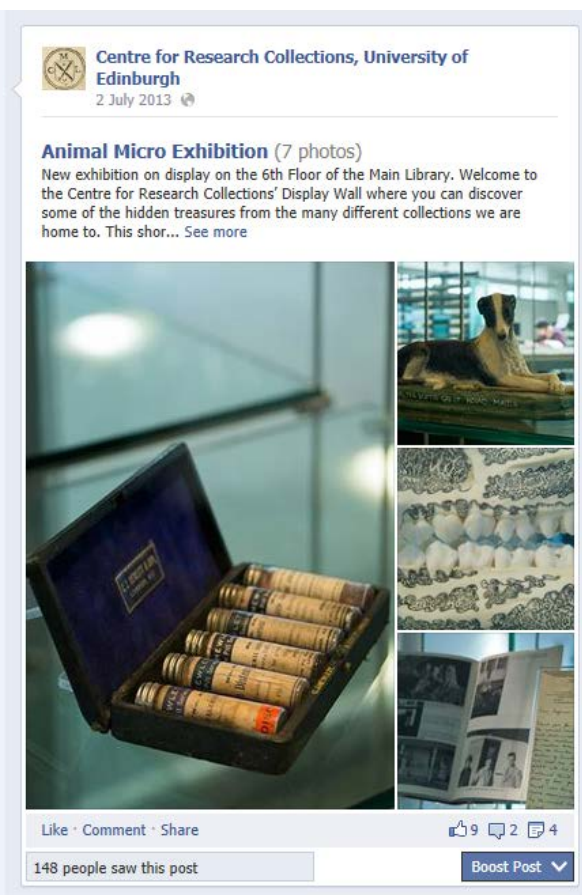 Centre for Research Collections, University of
Edinburgh
2 July 2013
Animal Micro Exhibition (7 photos)
New exhibition on display on the 6th Floor of the Main Library. Welcome to
the Centre for Research Collections' Display Wall where you can discover
some of the hidden treasures from the many different collections we are
home to. This shor... See more
Like · Comment · Share
9 2 4
148 people saw this post
Boost Post